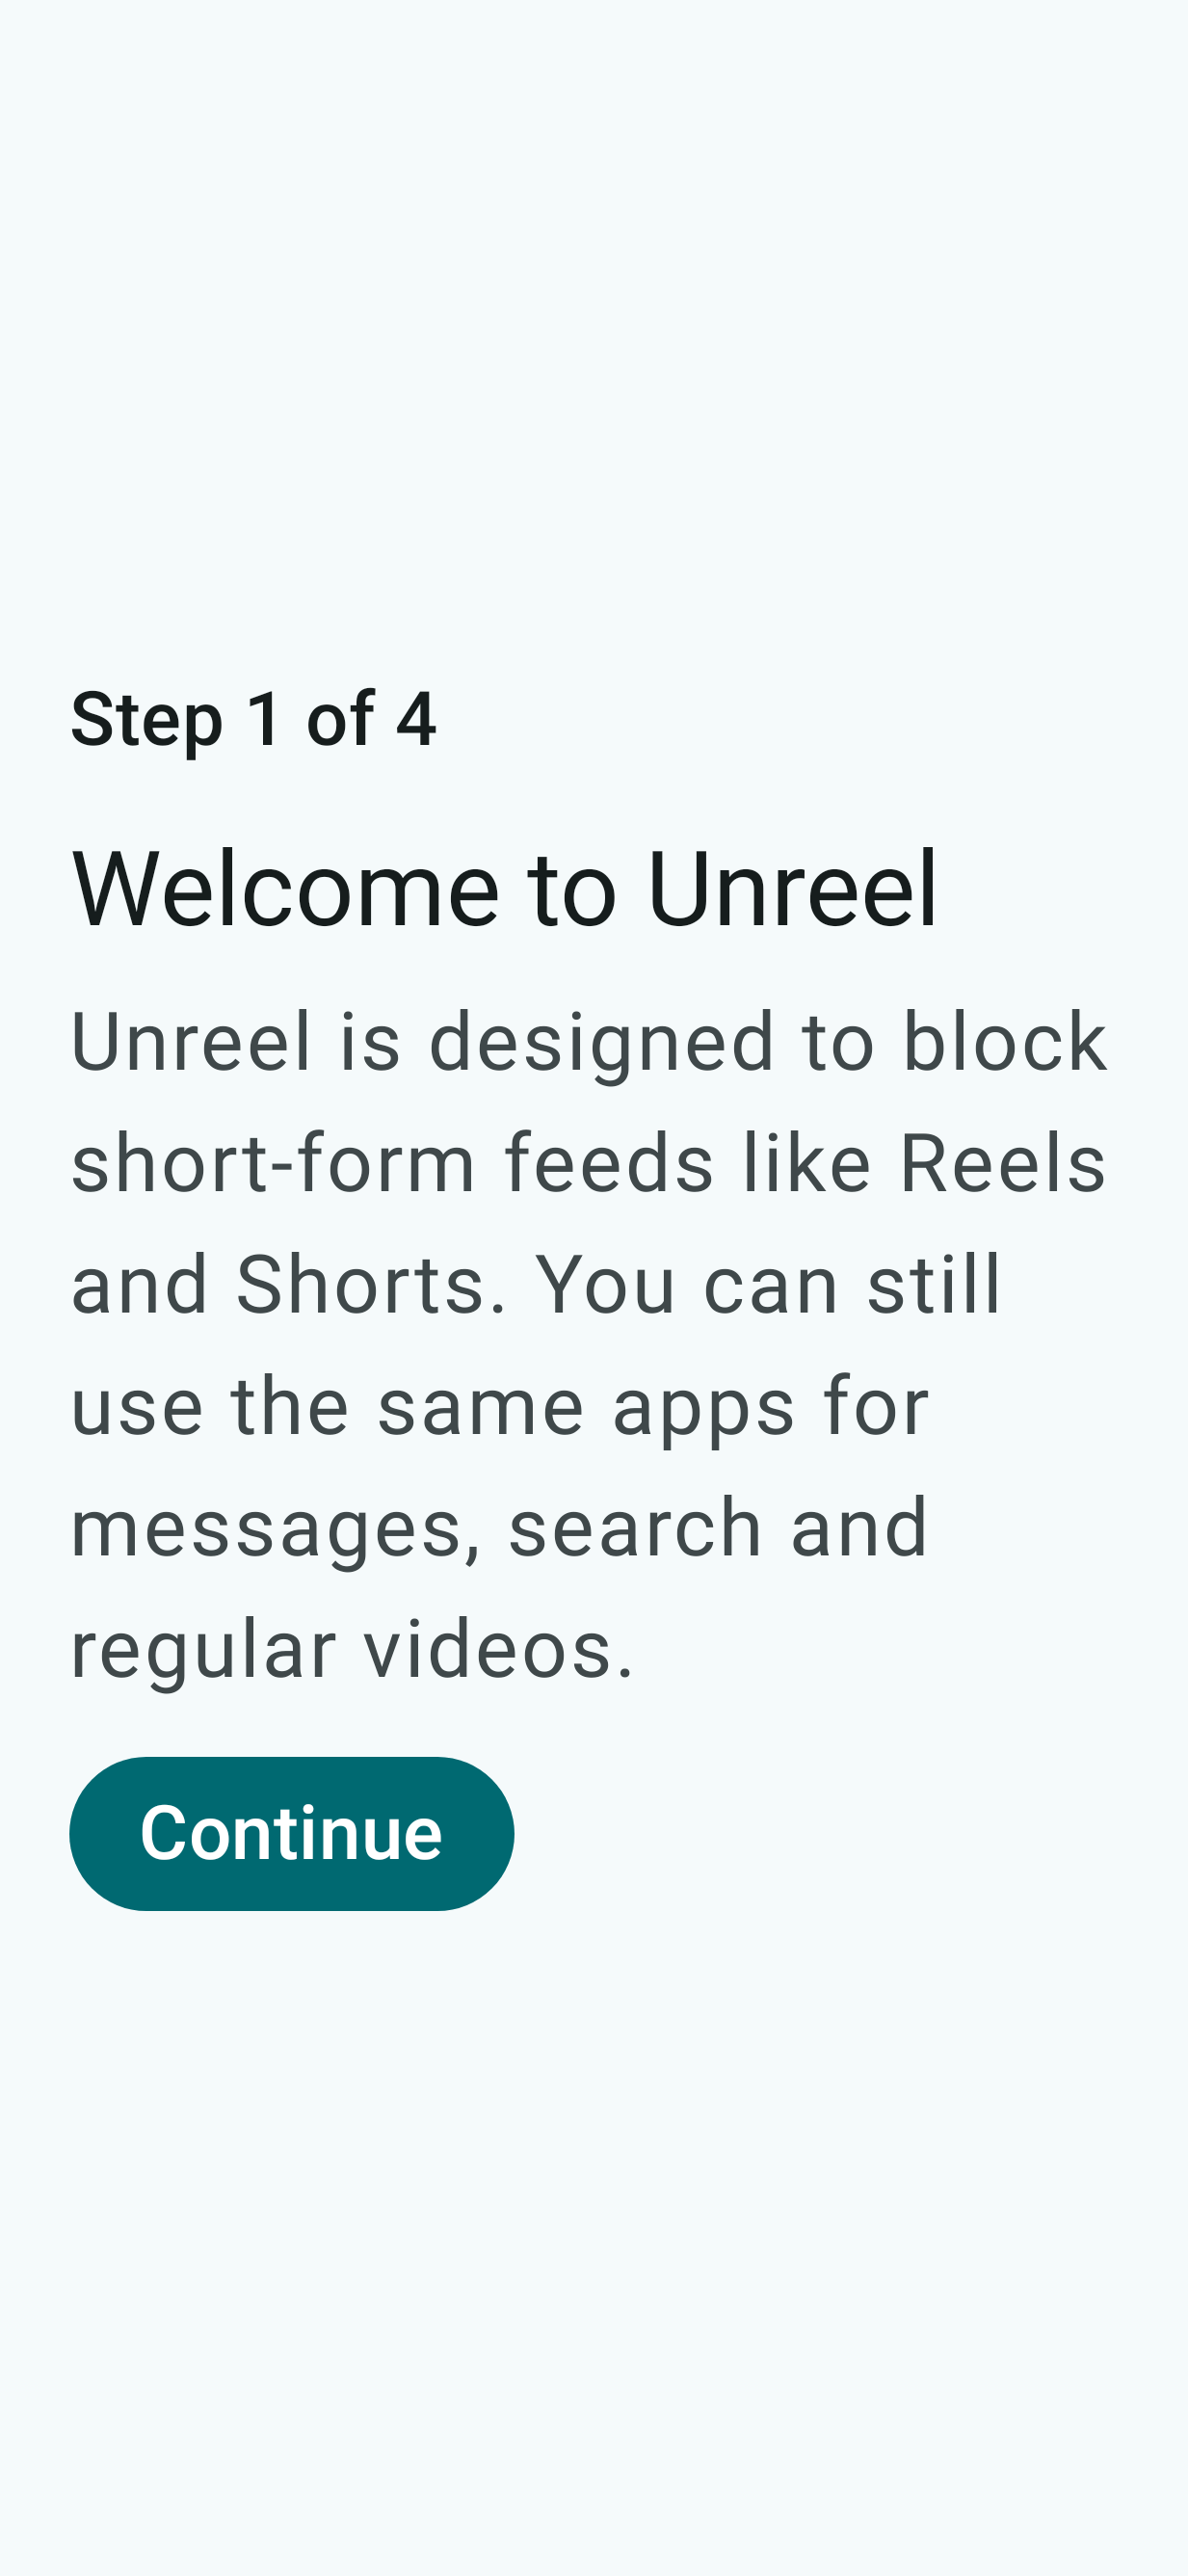 Step 1 of 4
Welcome to Unreel
Unreel is designed to block
short-form feeds like Reels
and Shorts. You can still
use the same apps for
messages, search and
regular videos.
Continue